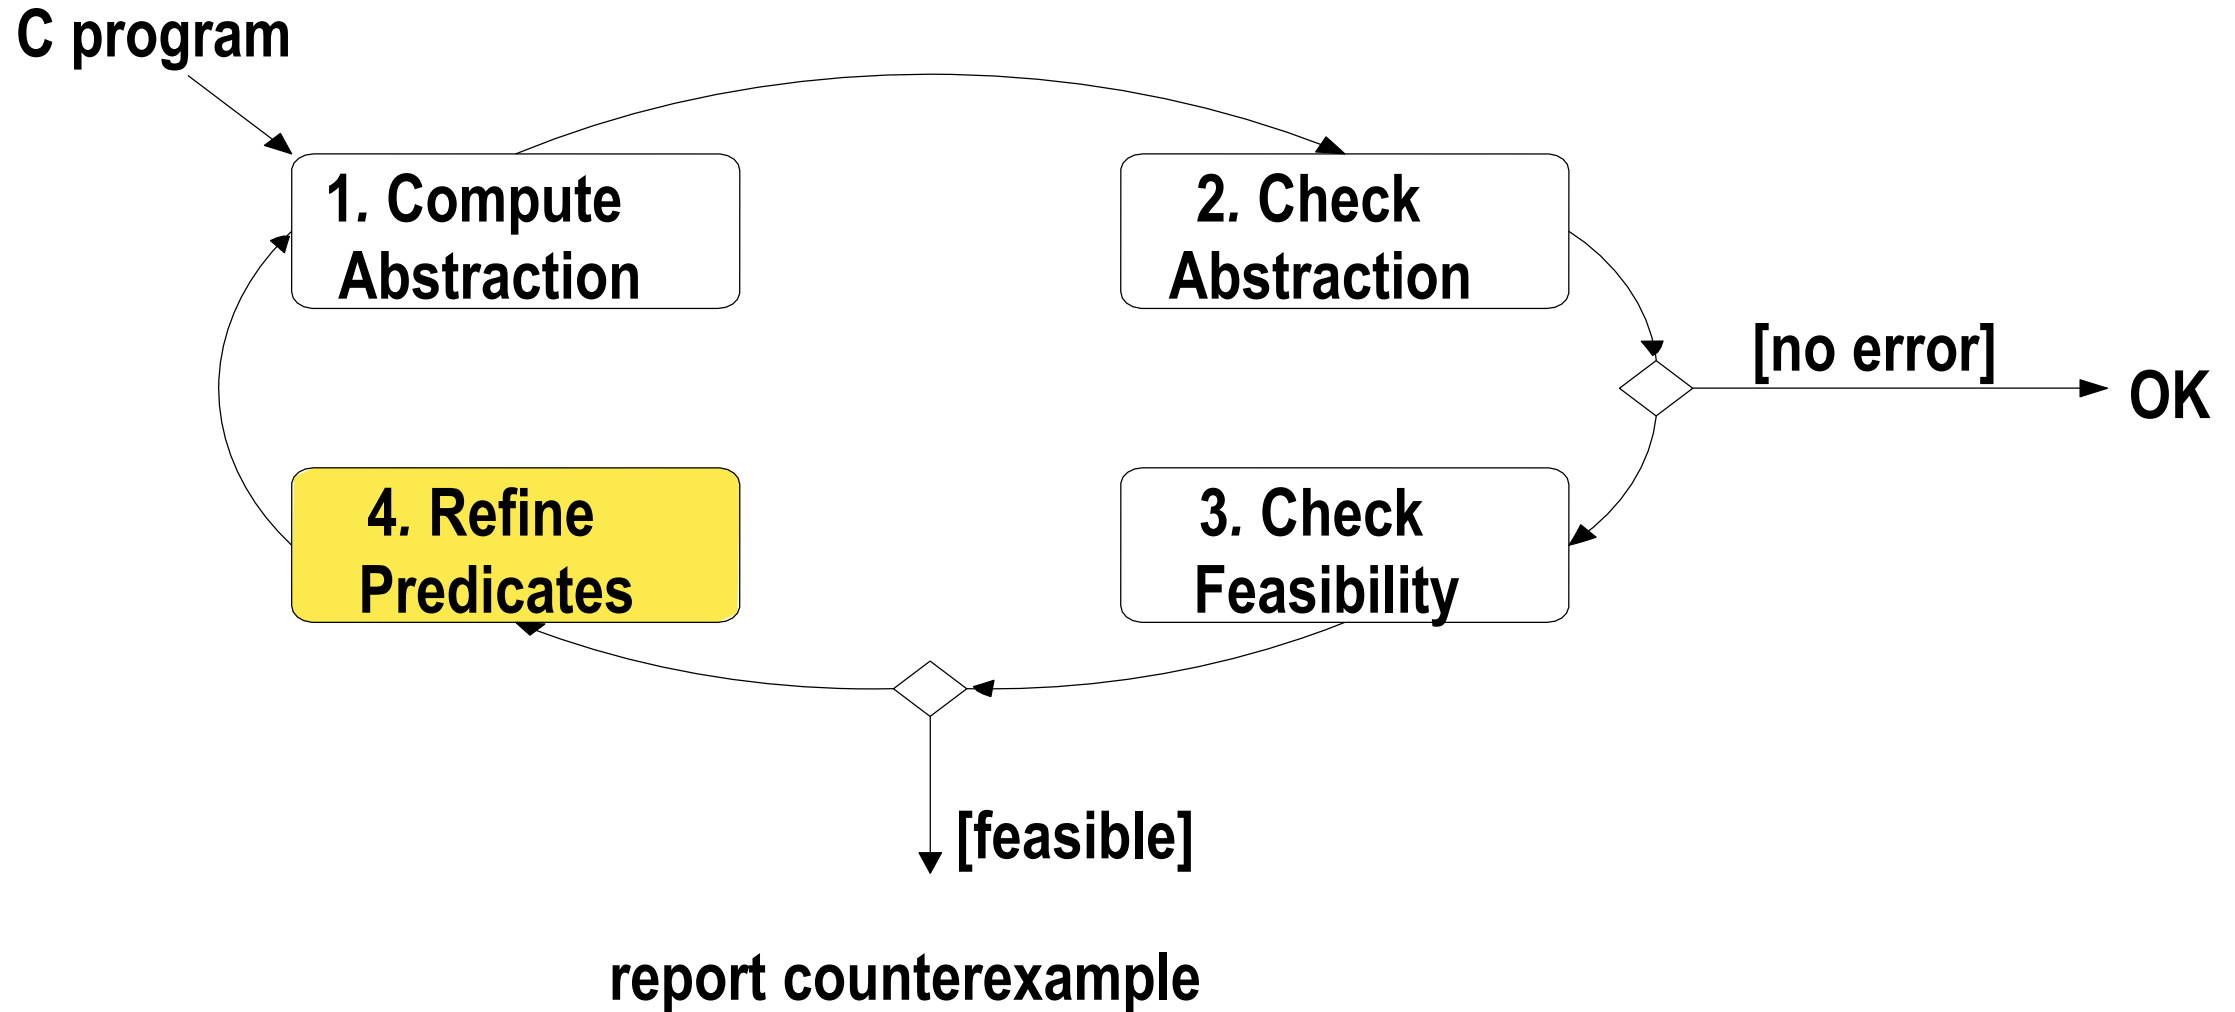 C program
1. Compute
Abstraction
2. Check
Abstraction
[no error]
OK
4. Refine
Predicates
3. Check
Feasibility
[feasible]
report counterexample